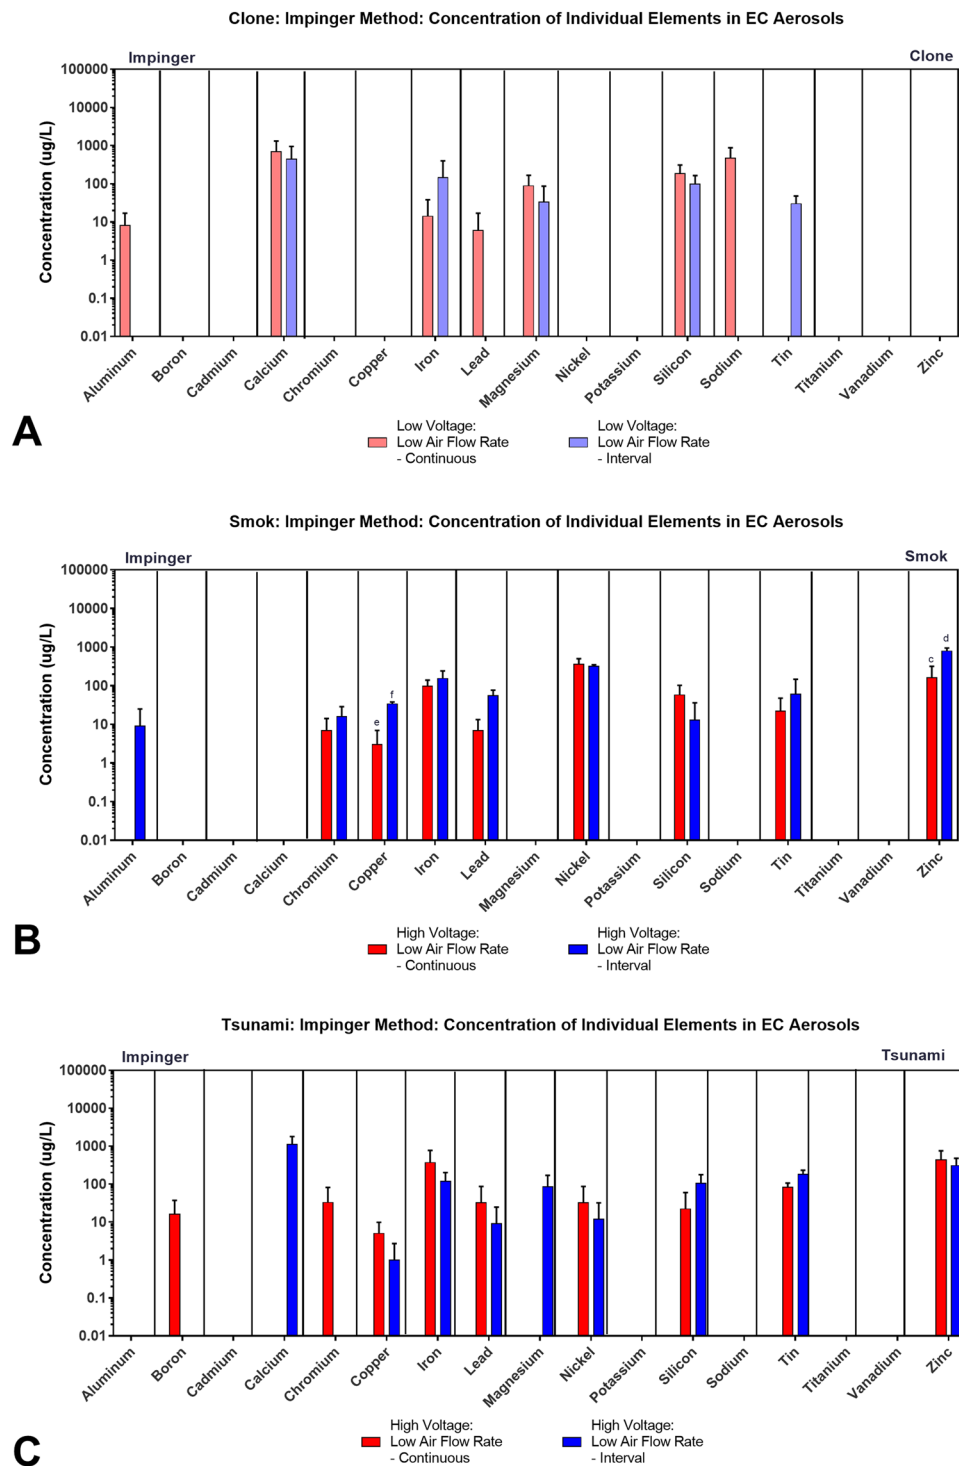 Clone: Impinger Method: Concentration of Individual Elements in EC Aerosols
Impinger
Clone
Concentration (ug/L)
100000
10000
1000
100
10
1
0.1
0.01
Aluminum
Boron
Cadmium
Calcium
Chromium
Copper
Iron
Lead
Magnesium
Nickel
Potassium
Silicon
Sodium
Tin
Titanium
Vanadium
Zinc
A
Low Voltage:
Low Air Flow Rate
- Continuous
Low Voltage:
Low Air Flow Rate
- Interval
Smok: Impinger Method: Concentration of Individual Elements in EC Aerosols
Impinger
Smok
Concentration (ug/L)
100000
10000
1000
100
10
1
0.1
0.01
e
f
c
d
Aluminum
Boron
Cadmium
Calcium
Chromium
Copper
Iron
Lead
Magnesium
Nickel
Potassium
Silicon
Sodium
Tin
Titanium
Vanadium
Zinc
B
High Voltage:
Low Air Flow Rate
- Continuous
High Voltage:
Low Air Flow Rate
- Interval
Tsunami: Impinger Method: Concentration of Individual Elements in EC Aerosols
Impinger
Tsunami
Concentration (ug/L)
100000
10000
1000
100
10
1
0.1
0.01
Aluminum
Boron
Cadmium
Calcium
Chromium
Copper
Iron
Lead
Magnesium
Nickel
Potassium
Silicon
Sodium
Tin
Titanium
Vanadium
Zinc
C
High Voltage:
Low Air Flow Rate
- Continuous
High Voltage:
Low Air Flow Rate
- Interval